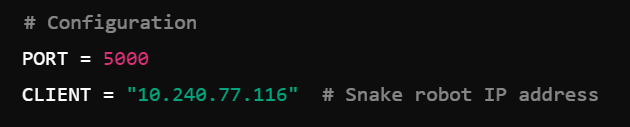 # Configuration
PORT = 5000
CLIENT = "10.240.77.116"  # Snake robot IP address